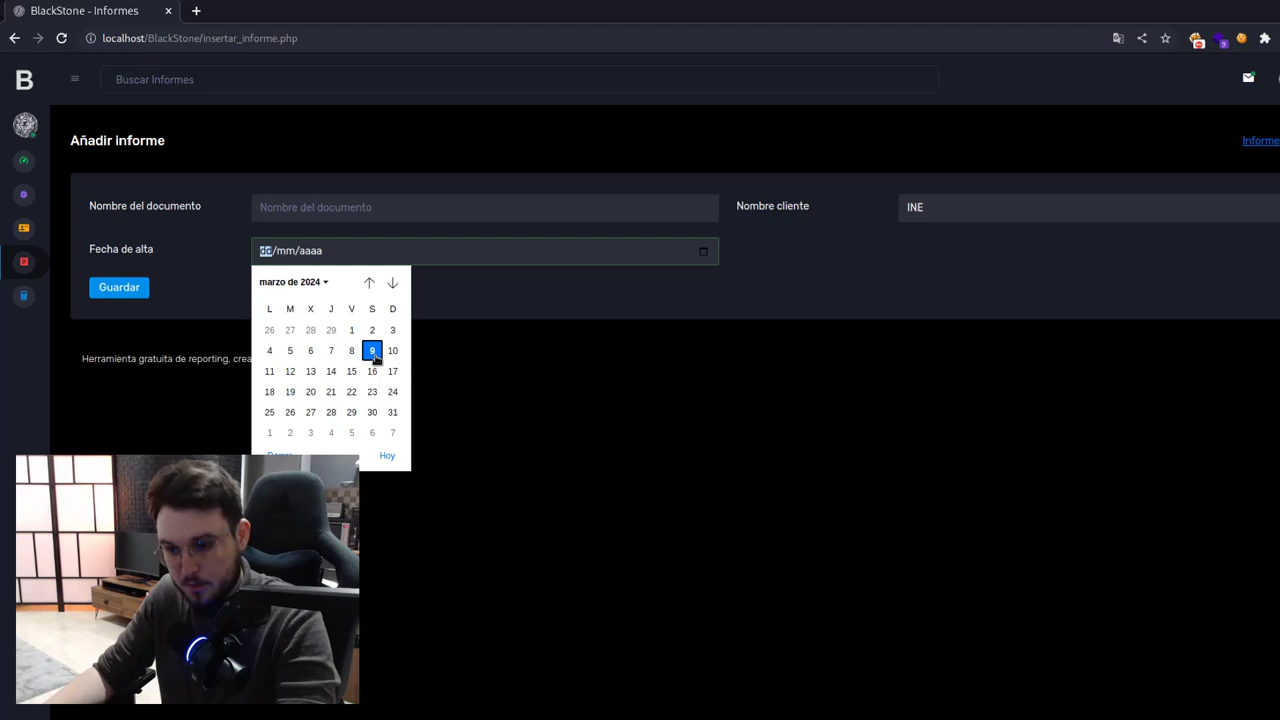 BlackStone - Informes
localhost/BlackStone/insertar_informe.php
9
B
Buscar Informes
Añadir informe
Informe
Nombre del documento
Nombre del documento
Nombre cliente
INE
Fecha de alta
dd/mm/aaaa
Guardar
marzo de 2024
L M X J V S D
26 27 28 29 1 2 3
4 5 6 7 8 9 10
11 12 13 14 15 16 17
18 19 20 21 22 23 24
25 26 27 28 29 30 31
1 2 3 4 5 6 7
Hoy
Herramienta gratuita de reporting, crea